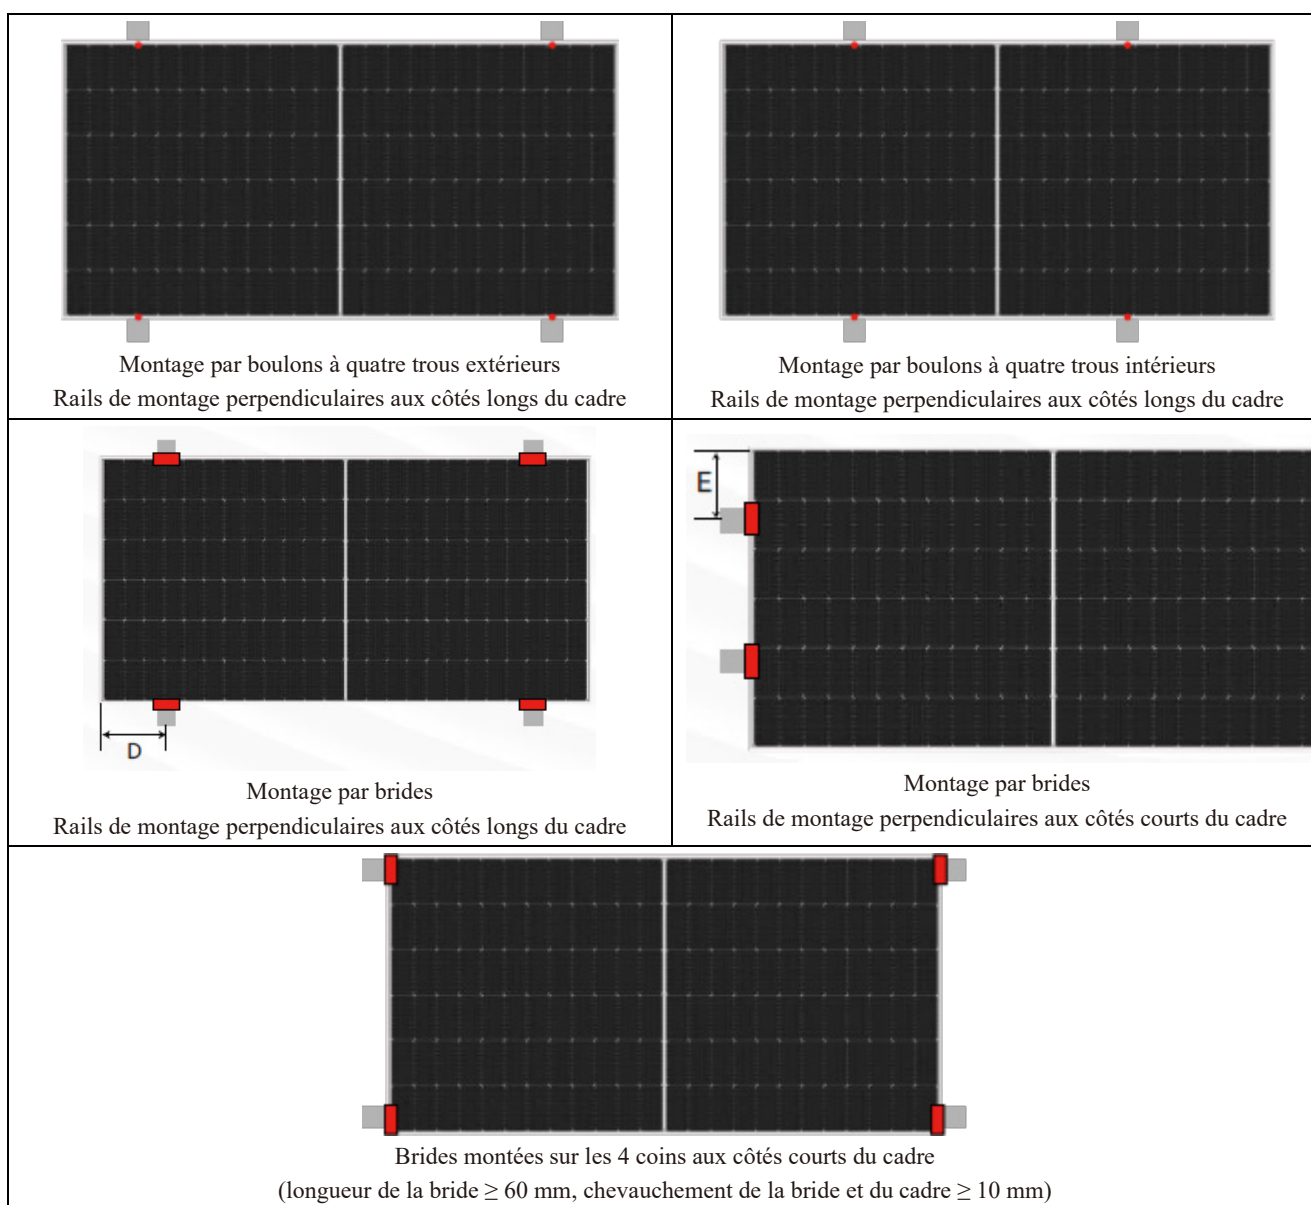 Montage par boulons à quatre trous extérieurs
Rails de montage perpendiculaires aux côtés longs du cadre
Montage par boulons à quatre trous intérieurs
Rails de montage perpendiculaires aux côtés longs du cadre
D
Montage par brides
Rails de montage perpendiculaires aux côtés longs du cadre
E
Montage par brides
Rails de montage perpendiculaires aux côtés courts du cadre
Brides montées sur les 4 coins aux côtés courts du cadre
(longueur de la bride ≥ 60 mm, chevauchement de la bride et du cadre ≥ 10 mm)